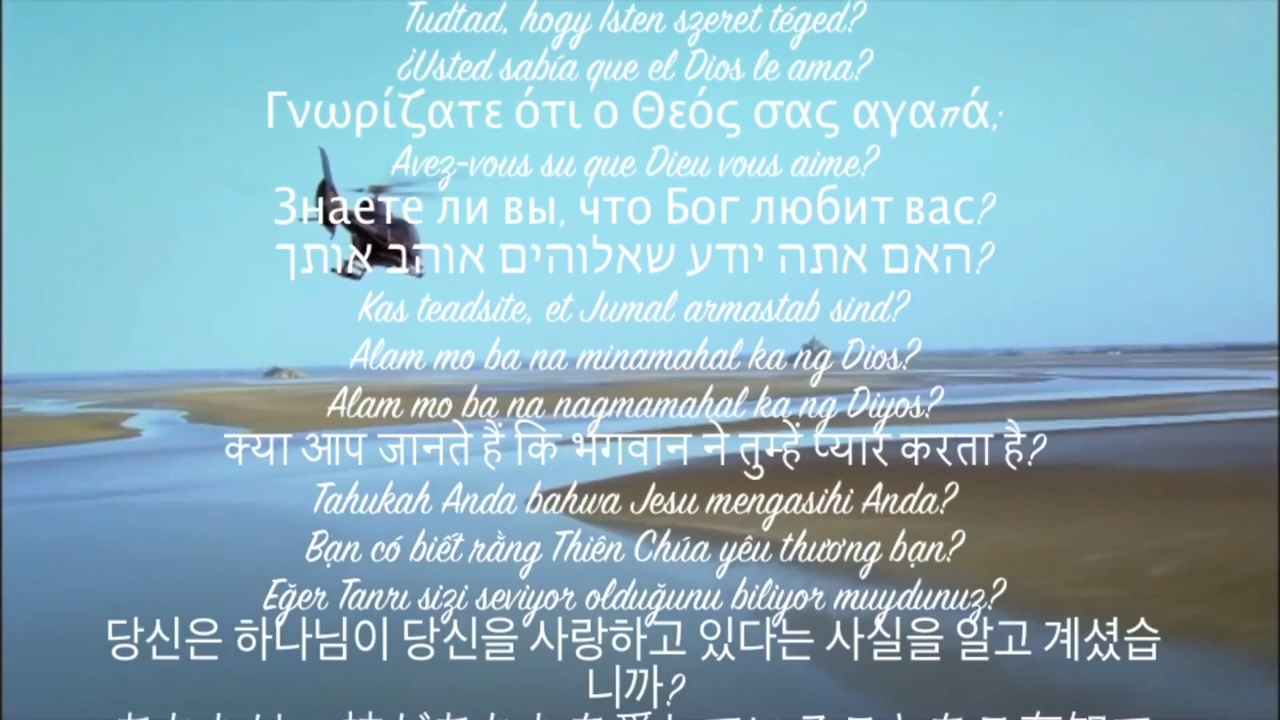 Tudtad, hogy Isten szeret téged?
¿Usted sabía que el Dios le ama?
Γνωρίζατε ότι ο Θεός σας αγαπά;
Avez-vous su que Dieu vous aime?
Знаете ли вы, что Бог любит вас?
האם אתה יודע שאלוהים אוהב אותך?
Kas teadsite, et Jumal armastab sind?
Alam mo ba na minamahal ka ng Dios?
Alam mo ba na nagmamahal ka ng Diyos?
क्या आप जानते हैं कि भगवान ने तुम्हें प्यार करता है?
Tahukah Anda bahwa Jesu mengasihi Anda?
Bạn có biết rằng Thiên Chúa yêu thương bạn?
Eğer Tanrı sizi seviyor olduğunu biliyor muydunuz?
당신은 하나님이 당신을 사랑하고 있다는 사실을 알고 계셨습
니까?